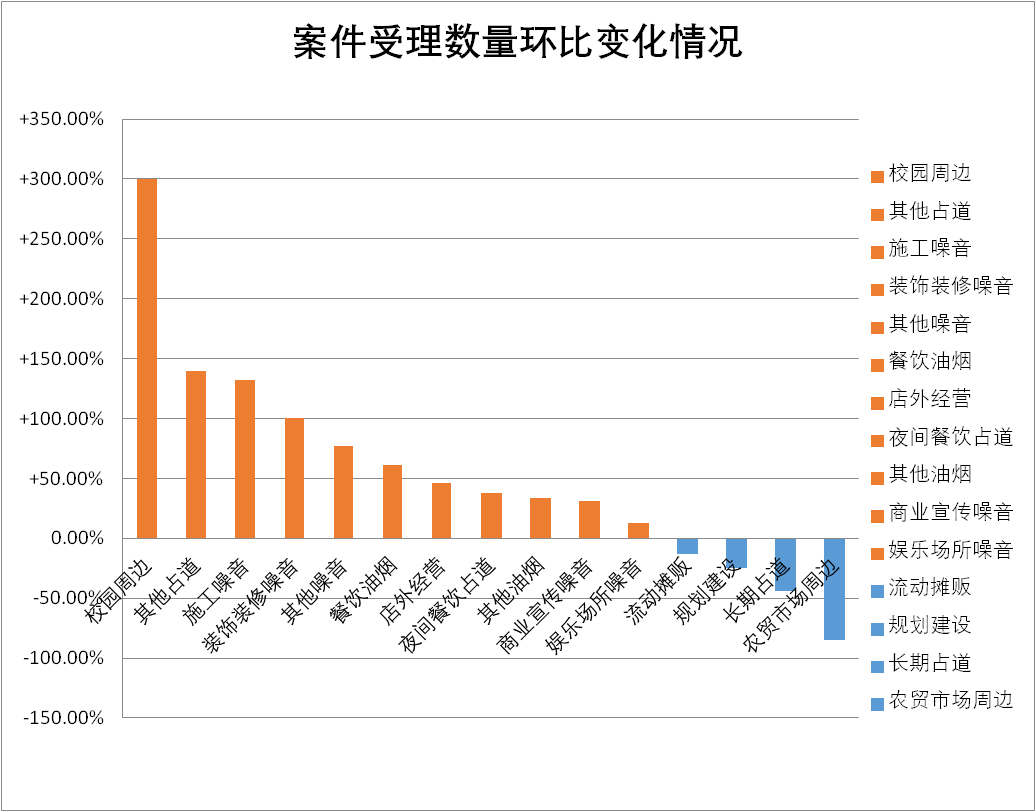 案件受理数量环比变化情况
+350.00%
+300.00%
+250.00%
+200.00%
+150.00%
+100.00%
+50.00%
0.00%
-50.00%
-100.00%
-150.00%
校园周边
其他占道
施工噪音
装饰装修噪音
其他噪音
餐饮油烟
店外经营
夜间餐饮占道
其他油烟
商业宣传噪音
娱乐场所噪音
流动摊贩
规划建设
长期占道
农贸市场周边
校园周边
其他占道
施工噪音
装饰装修噪音
其他噪音
餐饮油烟
店外经营
夜间餐饮占道
其他油烟
商业宣传噪音
娱乐场所噪音
流动摊贩
规划建设
长期占道
农贸市场周边